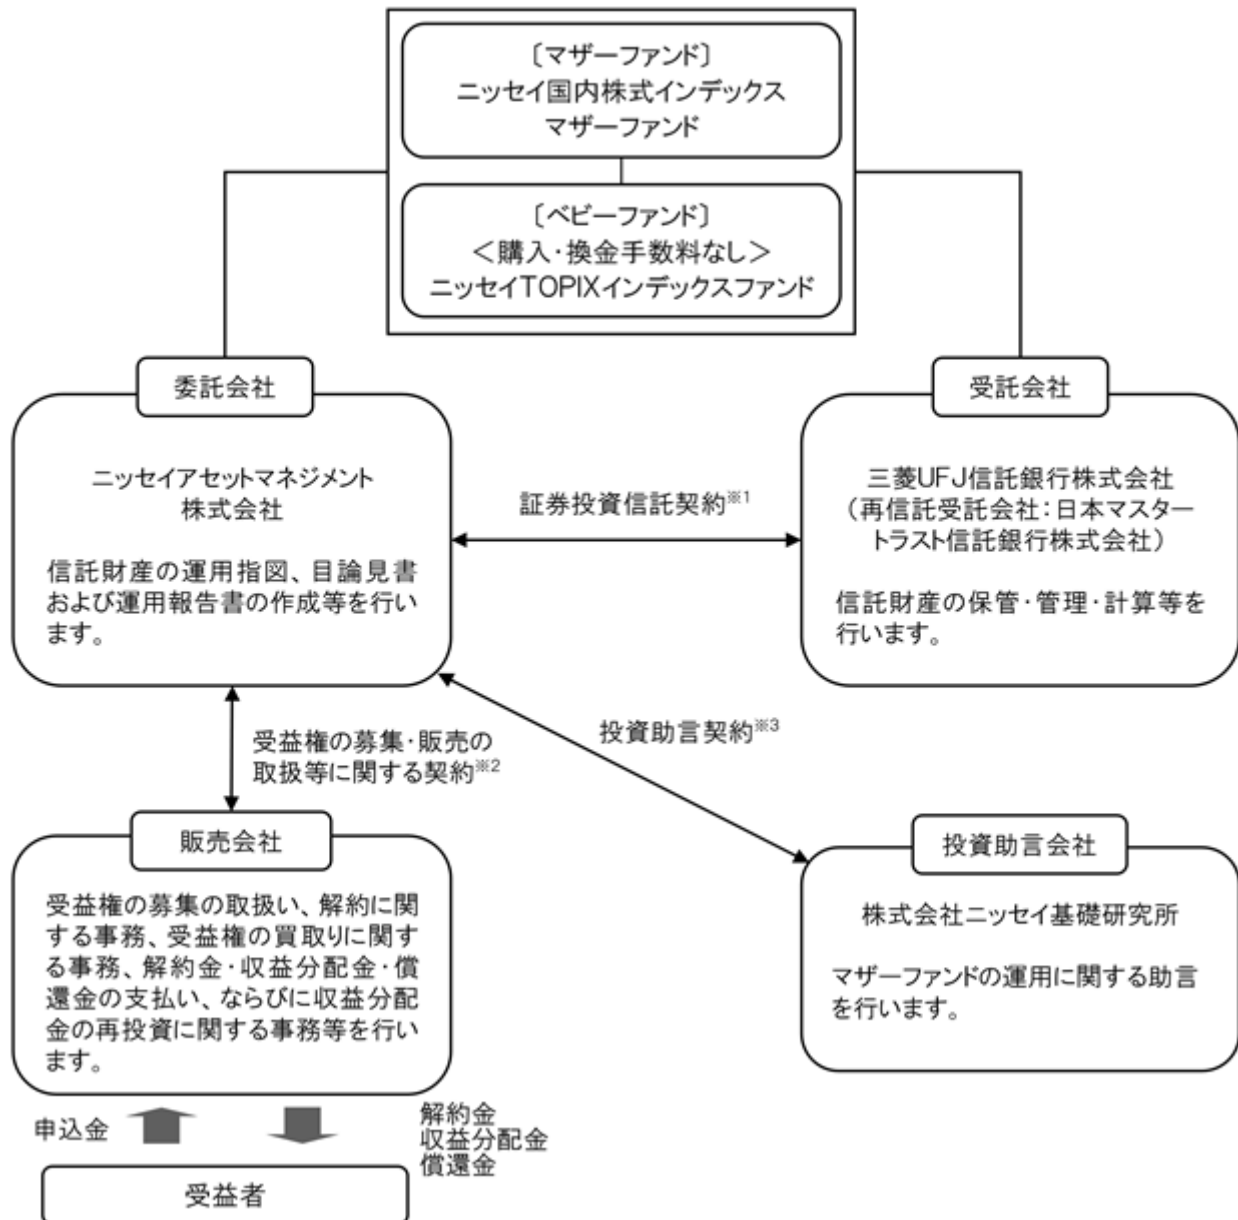 〔マザーファンド〕
ニッセイ国内株式インデックス
マザーファンド
〔ベビーファンド〕
＜購入・換金手数料なし＞
ニッセイTOPIXインデックスファンド
委託会社
ニッセイアセットマネジメント
株式会社
信託財産の運用指図、目論見書
および運用報告書の作成等を行い
ます。
証券投資信託契約※1
受託会社
三菱UFJ信託銀行株式会社
（再信託受託会社：日本マスター
トラスト信託銀行株式会社）
信託財産の保管・管理・計算等を
行います。
受益権の募集・販売の
取扱等に関する契約※2
投資助言契約※3
販売会社
受益権の募集の取扱い、解約に関
する事務、受益権の買取りに関す
る事務、解約金・収益分配金・償
還金の支払い、ならびに収益分配
金の再投資に関する事務等を行い
ます。
投資助言会社
株式会社ニッセイ基礎研究所
マザーファンドの運用に関する助言
を行います。
申込金
解約金
収益分配金
償還金
受益者